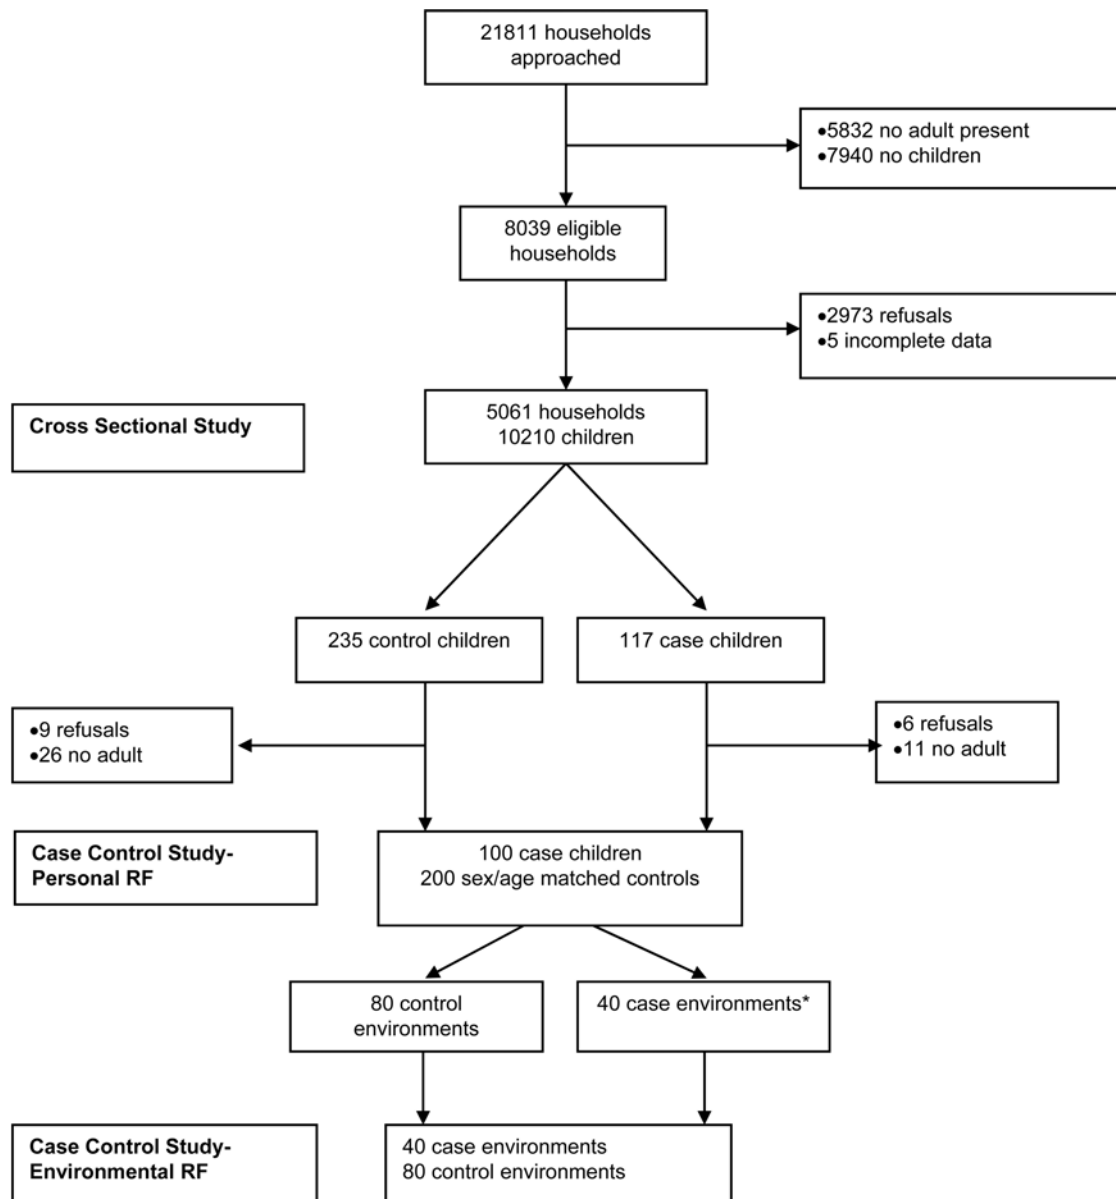 21811 households
approached
•5832 no adult present
•7940 no children
8039 eligible
households
•2973 refusals
•5 incomplete data
Cross Sectional Study
5061 households
10210 children
235 control children
117 case children
•9 refusals
•26 no adult
•6 refusals
•11 no adult
Case Control Study-
Personal RF
100 case children
200 sex/age matched controls
80 control
environments
40 case environments*
Case Control Study-
Environmental RF
40 case environments
80 control environments